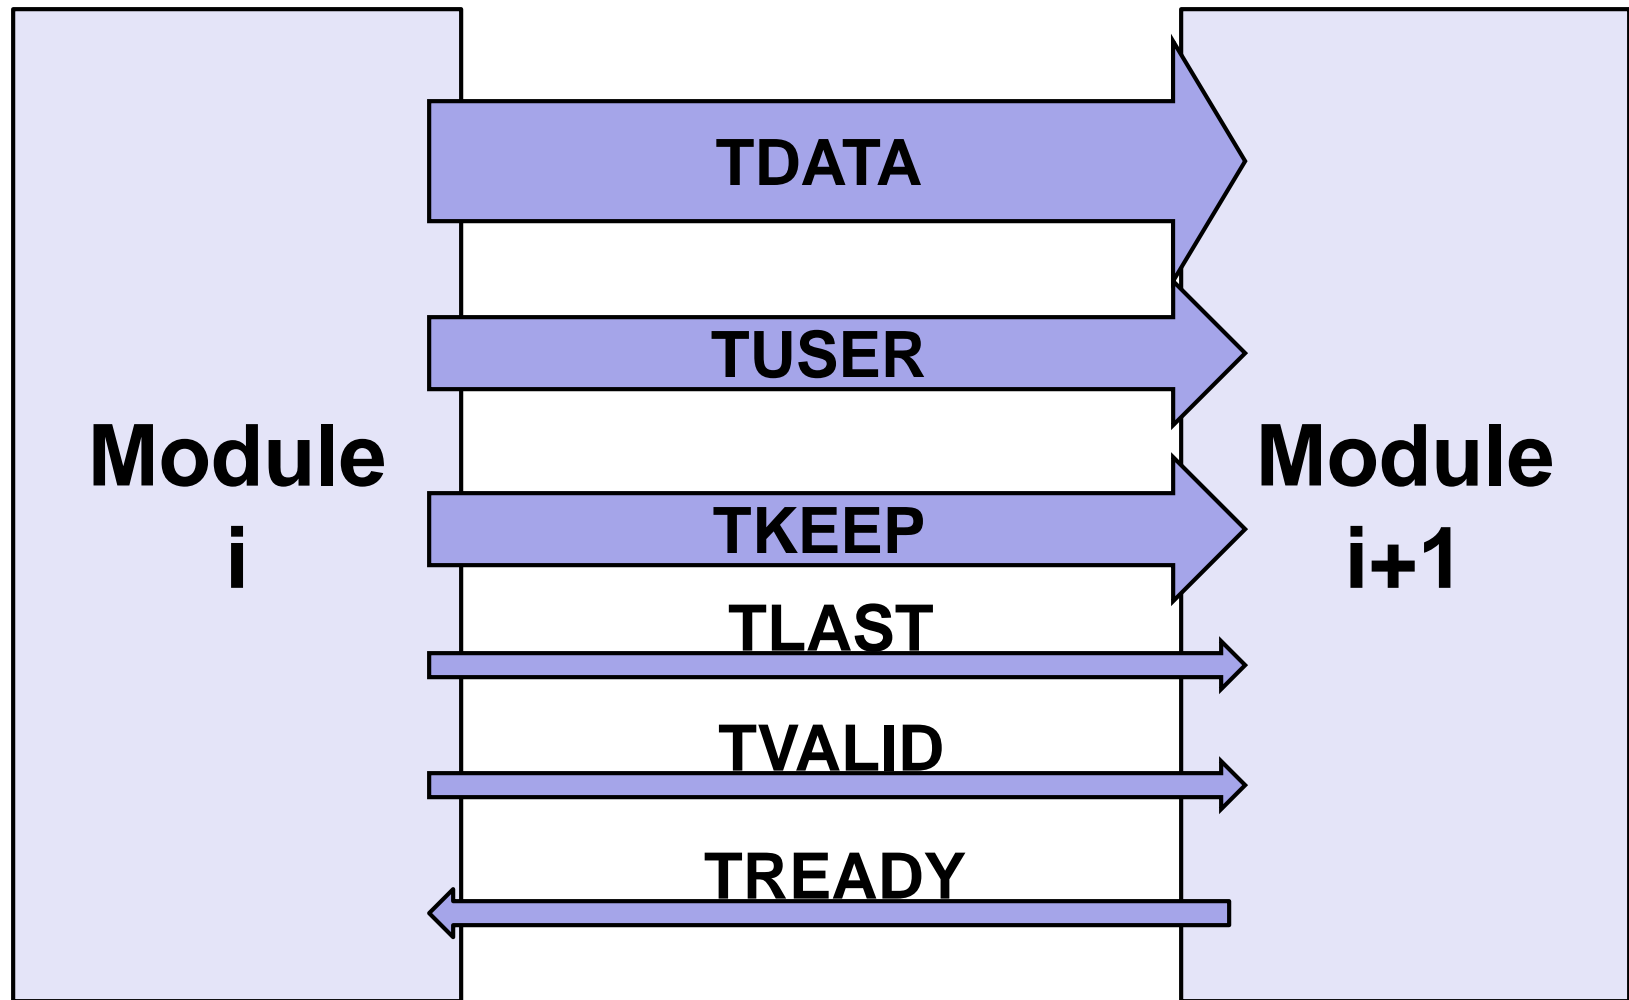 TDATA
TUSER
Module
i
TKEEP
Module
i+1
TLAST
TVALID
TREADY